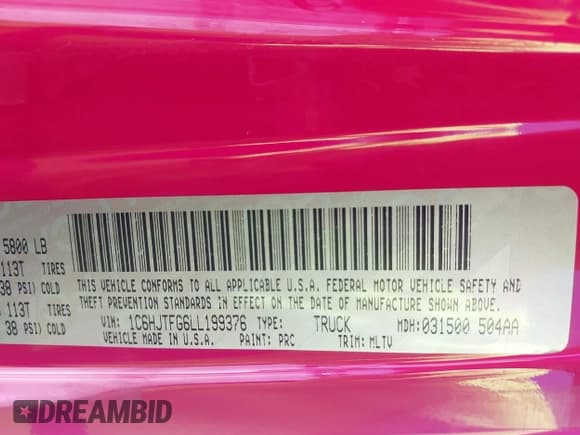 5800 LB
113T TIRES
38 PSI) COLD
113T TIRES
38 PSI) COLD
THIS VEHICLE CONFORMS TO ALL APPLICABLE U.S.A. FEDERAL MOTOR VEHICLE SAFETY AND
THEFT PREVENTION STANDARDS IN EFFECT ON THE DATE OF MANUFACTURE SHOWN ABOVE.
VIN: 1C6HJTFG6LL199376 TYPE: TRUCK MDH: 031500 504AA
VEHICLE MADE IN U.S.A. PAINT: PRC TRIM: MLTV
DREAMBID